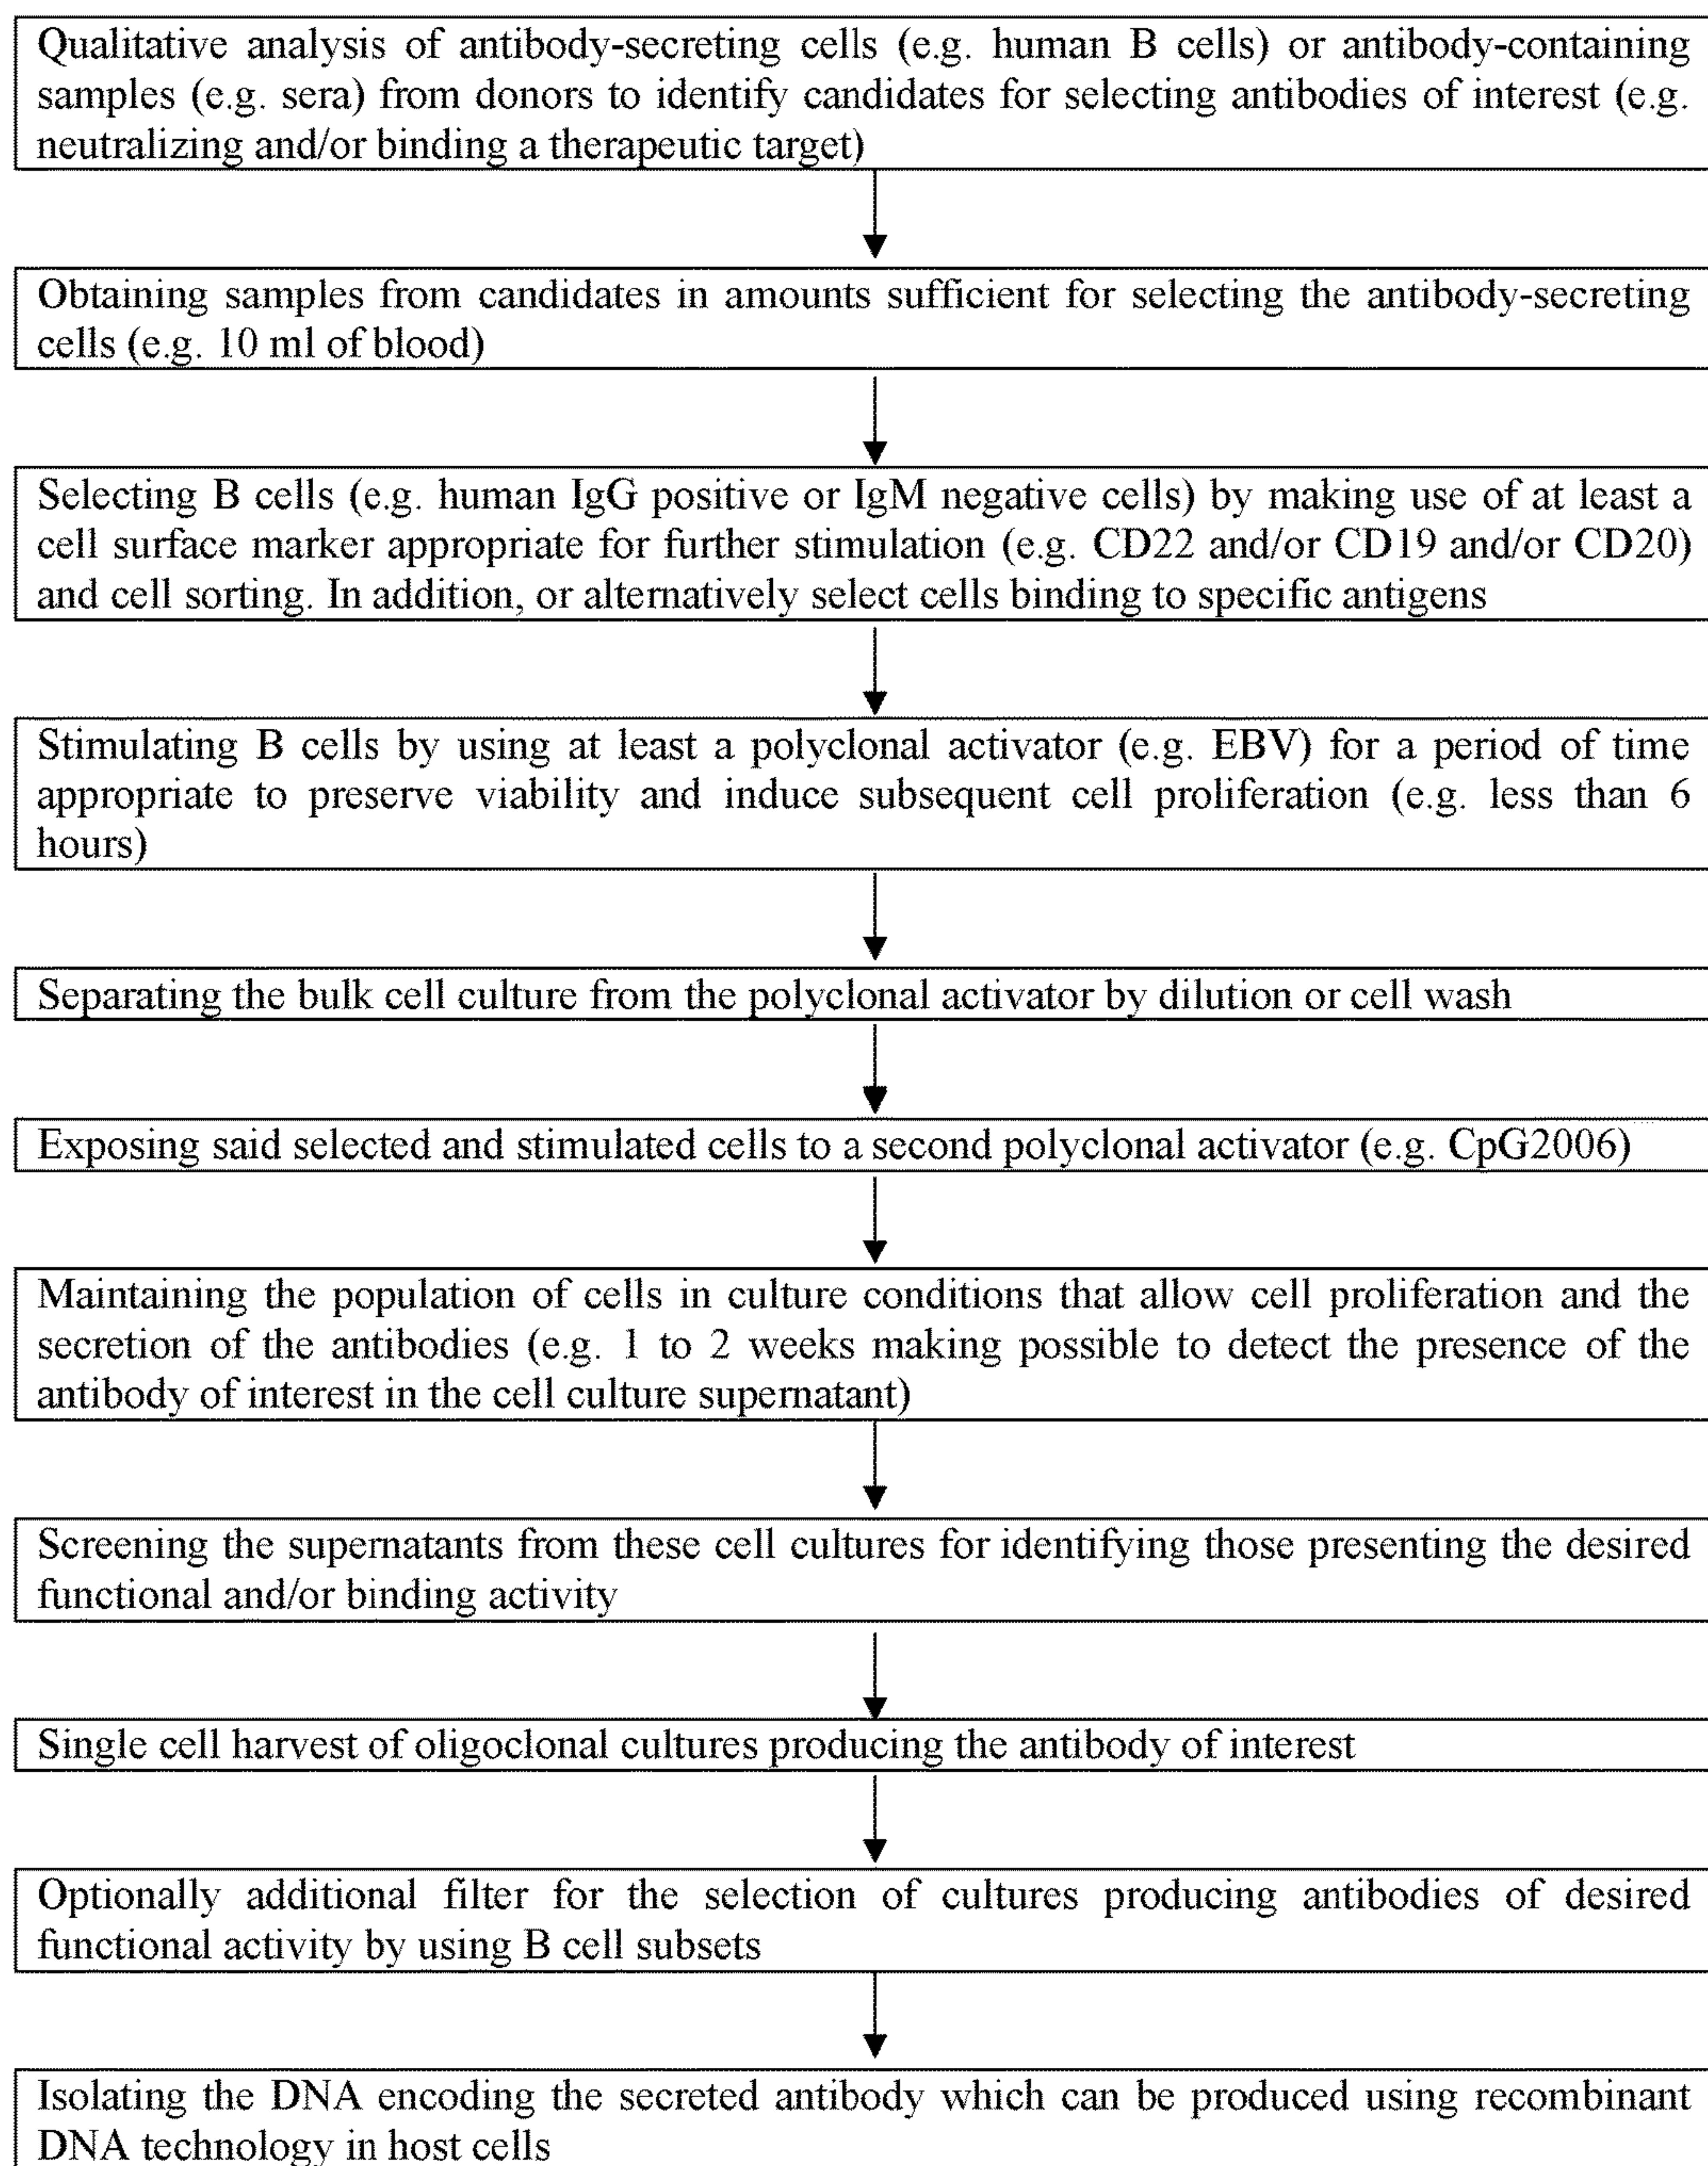 Qualitative analysis of antibody-secreting cells (e.g. human B cells) or antibody-containing
samples (e.g. sera) from donors to identify candidates for selecting antibodies of interest (e.g.
neutralizing and/or binding a therapeutic target)
Obtaining samples from candidates in amounts sufficient for selecting the antibody-secreting
cells (e.g. 10 ml of blood)
Selecting B cells (e.g. human IgG positive or IgM negative cells) by making use of at least a
cell surface marker appropriate for further stimulation (e.g. CD22 and/or CD19 and/or CD20)
and cell sorting. In addition, or alternatively select cells binding to specific antigens
Stimulating B cells by using at least a polyclonal activator (e.g. EBV) for a period of time
appropriate to preserve viability and induce subsequent cell proliferation (e.g. less than 6
hours)
Separating the bulk cell culture from the polyclonal activator by dilution or cell wash
Exposing said selected and stimulated cells to a second polyclonal activator (e.g. CpG2006)
Maintaining the population of cells in culture conditions that allow cell proliferation and the
secretion of the antibodies (e.g. 1 to 2 weeks making possible to detect the presence of the
antibody of interest in the cell culture supernatant)
Screening the supernatants from these cell cultures for identifying those presenting the desired
functional and/or binding activity
Single cell harvest of oligoclonal cultures producing the antibody of interest
Optionally additional filter for the selection of cultures producing antibodies of desired
functional activity by using B cell subsets
Isolating the DNA encoding the secreted antibody which can be produced using recombinant
DNA technology in host cells